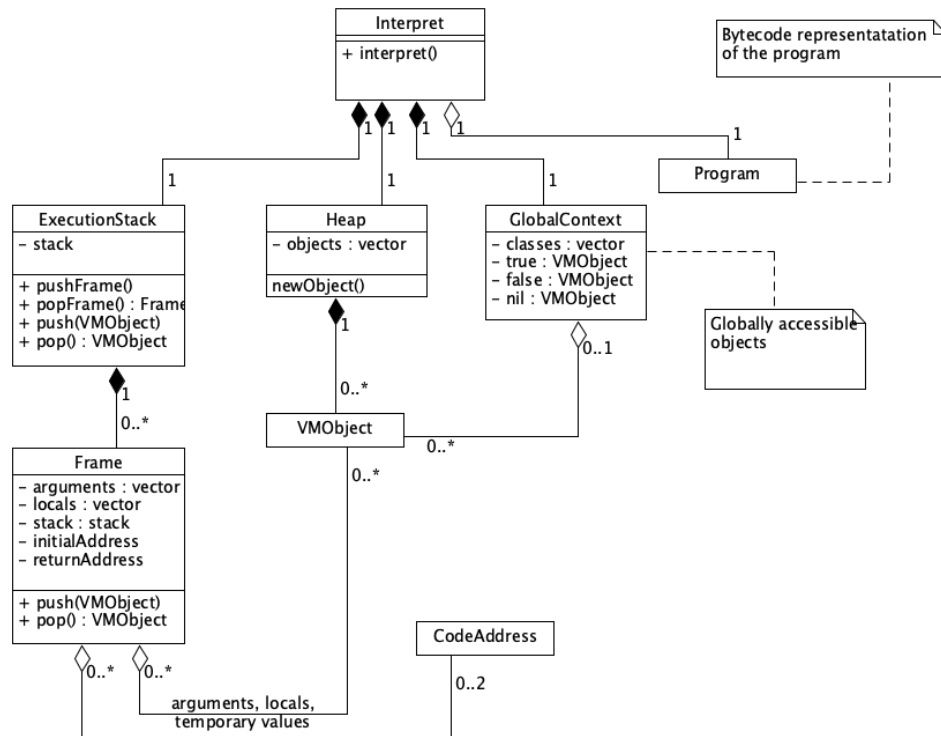 Interpret
+ interpret()
Bytecode representatation
of the program
1
1
1
1
1
1
1
1
Program
ExecutionStack
- stack
+ pushFrame()
+ popFrame() : Frame
+ push(VMObject)
+ pop() : VMObject
Heap
- objects : vector
newObject()
GlobalContext
- classes : vector
- true : VMObject
- false : VMObject
- nil : VMObject
Globally accessible
objects
1
1
0..1
0..*
0..*
VMObject
0..*
0..*
Frame
- arguments : vector
- locals : vector
- stack : stack
- initialAddress
- returnAddress
+ push(VMObject)
+ pop() : VMObject
CodeAddress
0..*
0..*
0..2
arguments, locals,
temporary values